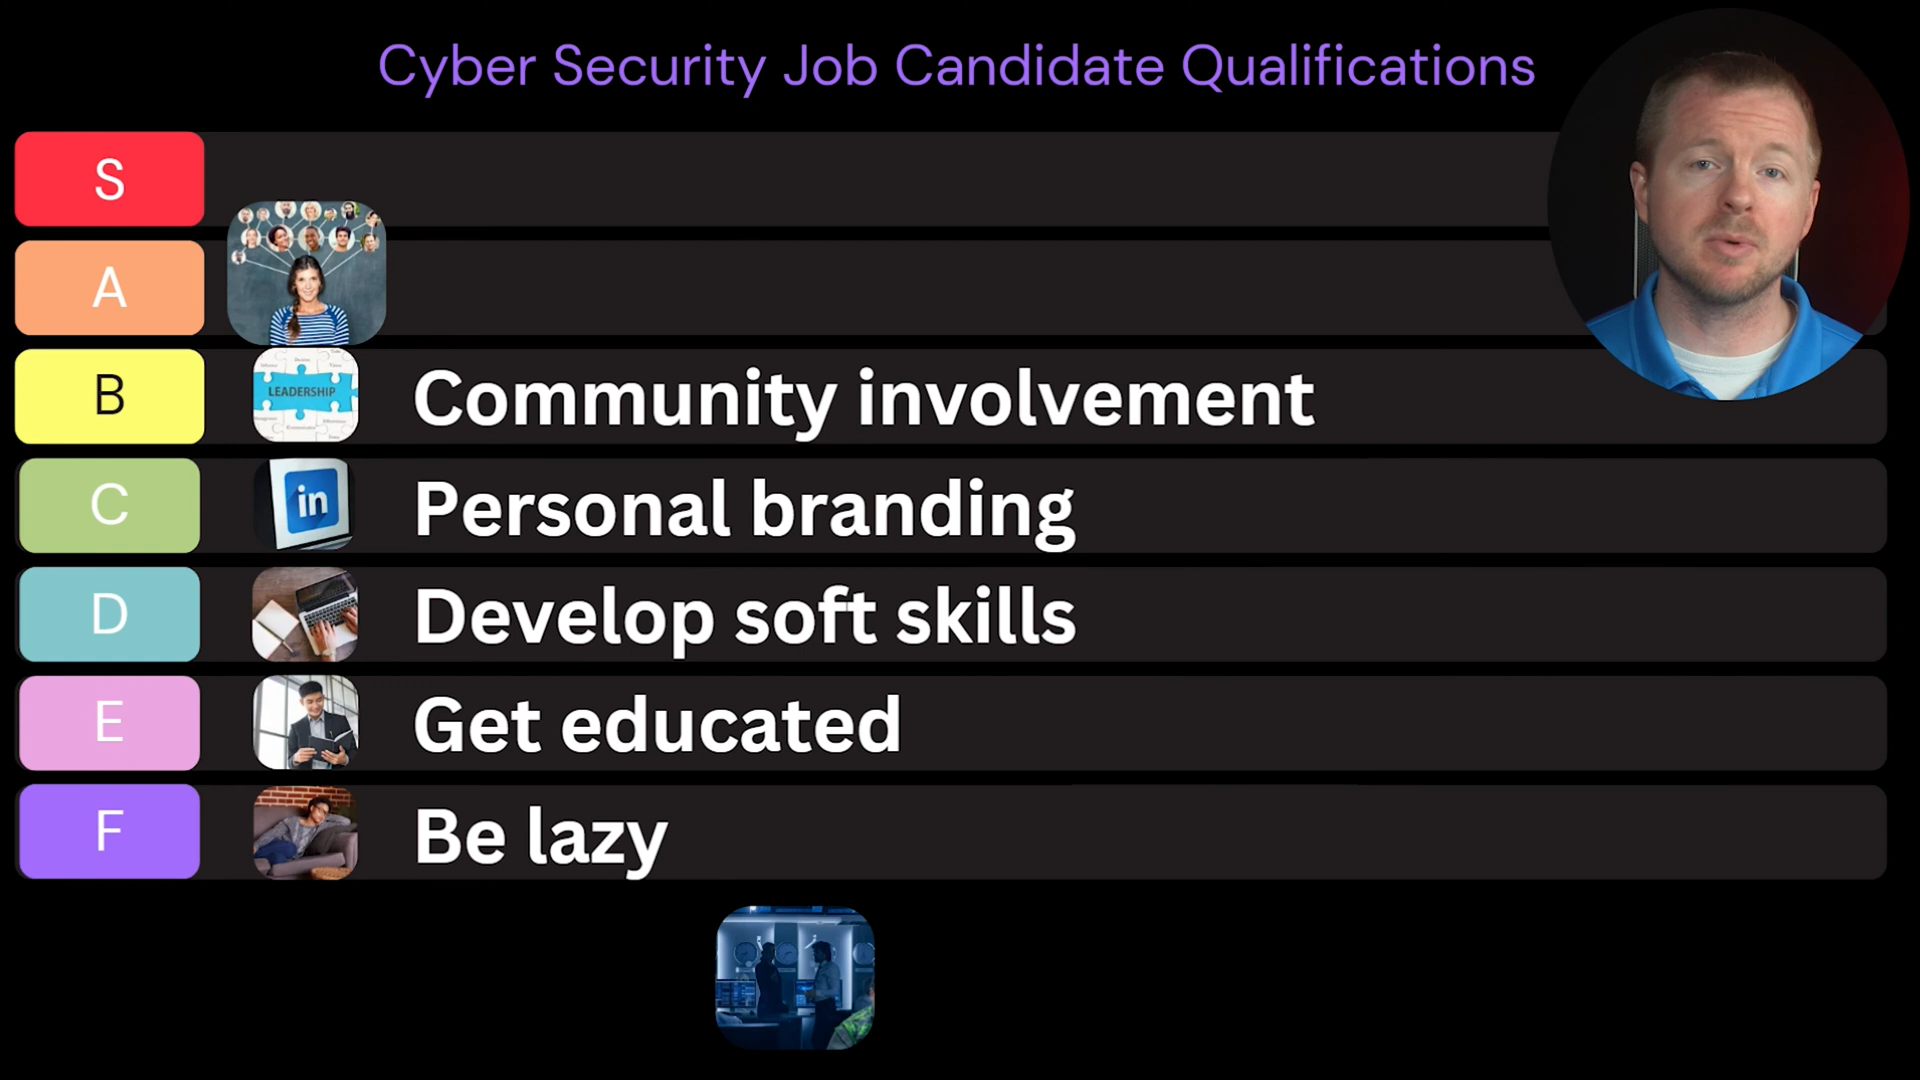 Cyber Security Job Candidate Qualifications
S
A
B
LEADERSHIP
Community involvement
C
in
Personal branding
D
Develop soft skills
E
Get educated
F
Be lazy